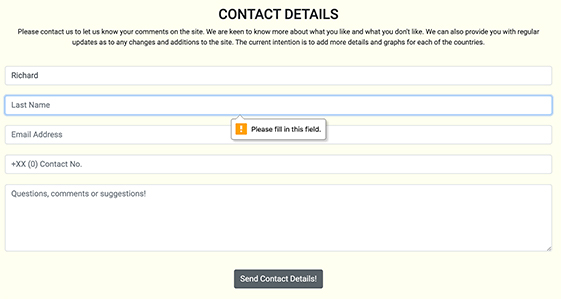 CONTACT DETAILS
Please contact us to let us know your comments on the site. We are keen to know more about what you like and what you don't like. We can also provide you with regular
updates as to any changes and additions to the site. The current intention is to add more details and graphs for each of the countries.
Richard
Last Name
Please fill in this field.
Email Address
+XX (0) Contact No.
Questions, comments or suggestions!
Send Contact Details!